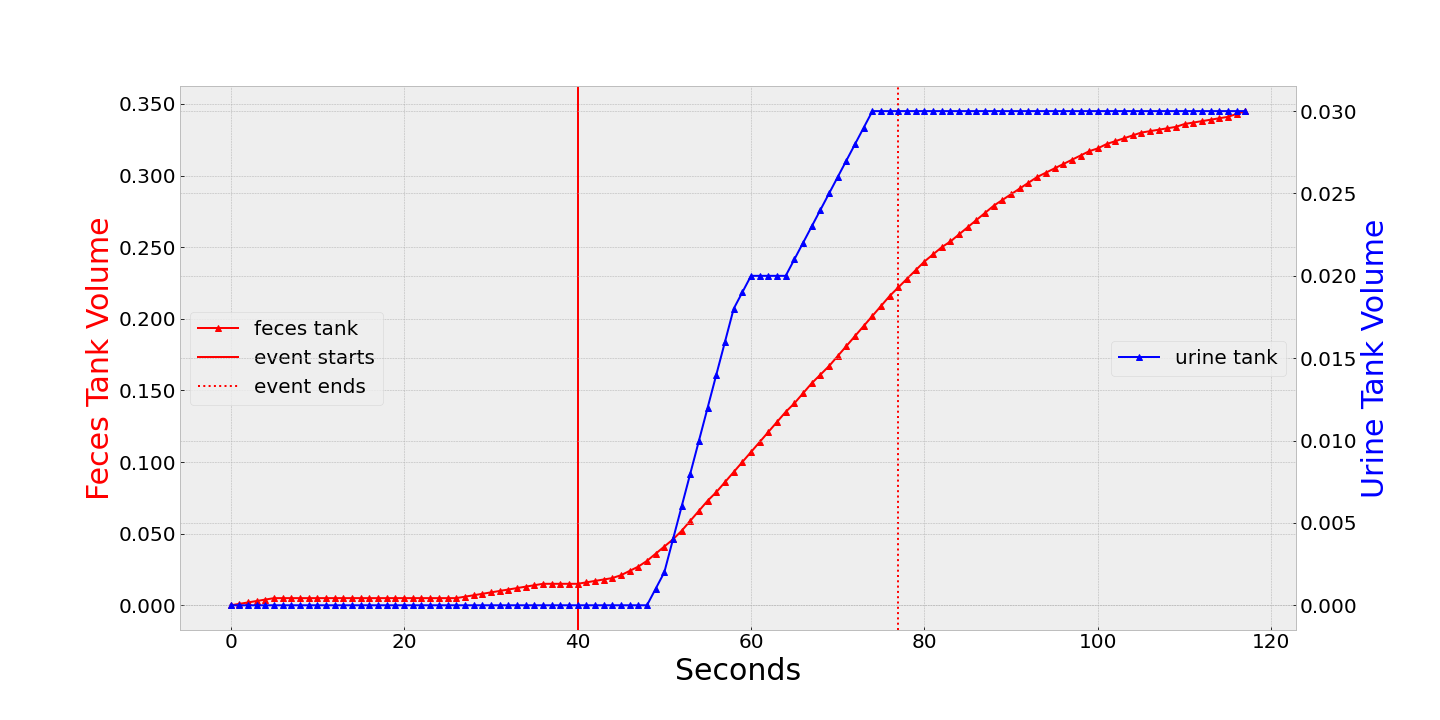 0.350
0.300
0.250
0.200
0.150
0.100
0.050
0.000
Feces Tank Volume
feces tank
event starts
event ends
urine tank
0.030
0.025
0.020
0.015
0.010
0.005
0.000
Urine Tank Volume
0 20 40 60 80 100 120
Seconds